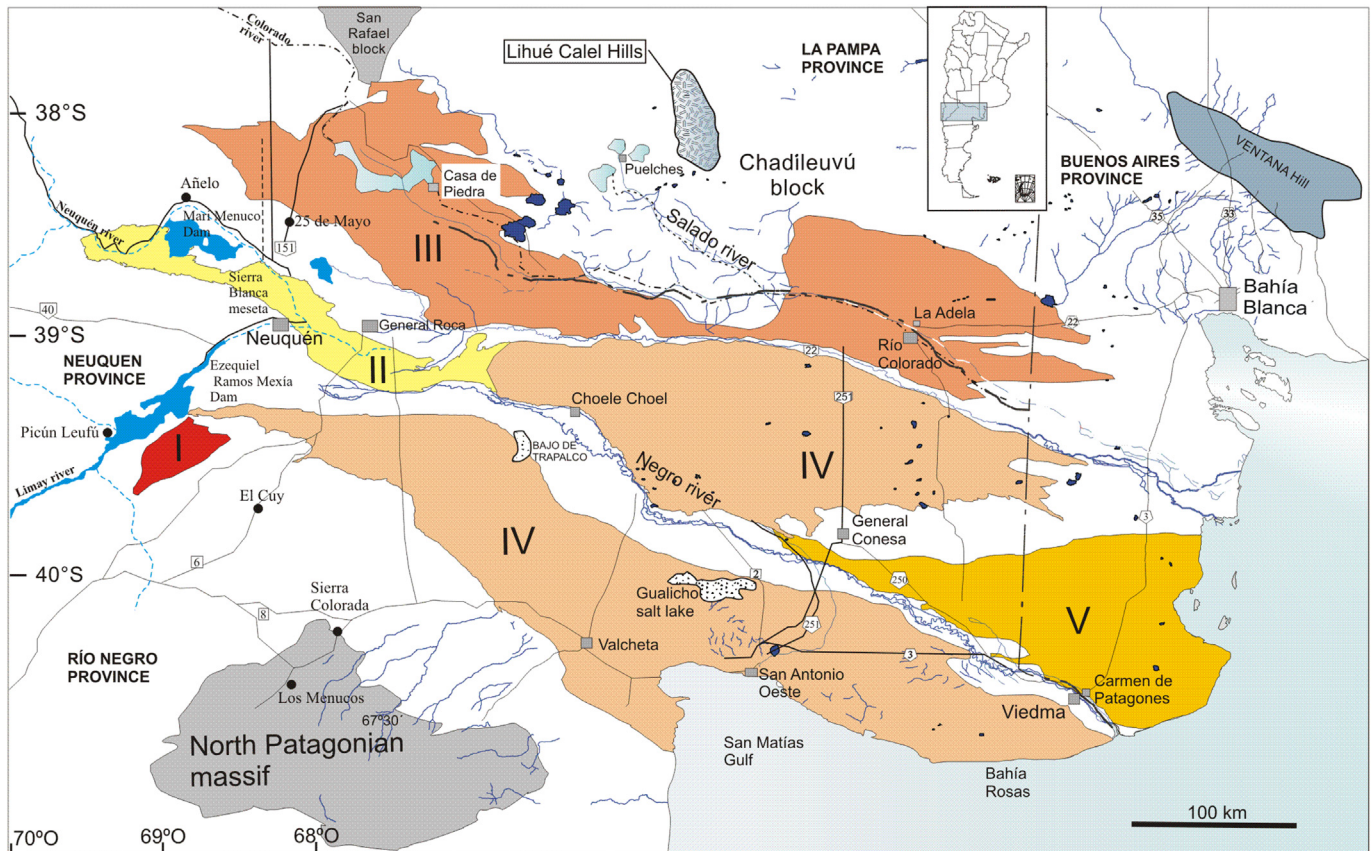 San
Rafael
block
Colorado
river
Lihué Calel Hills
LA PAMPA
PROVINCE
38°S
VENTANA Hill
BUENOS AIRES
PROVINCE
Puelches
Chadileuvú
block
Casa de
Piedra
Añelo
Mari Menuco
Dam
Neuquén river
25 de Mayo
151
35
33
Salado river
III
Sierra
Blanca
meseta
Bahía
Blanca
40
39°S
Neuquén
General Roca
La Adela
22
Río
Colorado
NEUQUEN
PROVINCE
Ezequiel
Ramos Mexía
Dam
II
22
251
Choele Choel
Picún Leufú
I
BAJO DE
TRAPALCO
IV
Negro rivér
Limay river
El Cuy
General
Conesa
3
IV
40°S
6
2
250
Gualicho
salt lake
Sierra
Colorada
8
251
V
Valcheta
3
RÍO NEGRO
PROVINCE
San Antonio
Oeste
Carmen de
Patagones
Los Menucos
Viedma
67º30´
North Patagonian
massif
San Matías
Gulf
Bahía
Rosas
100 km
70ºO
69ºO
68ºO